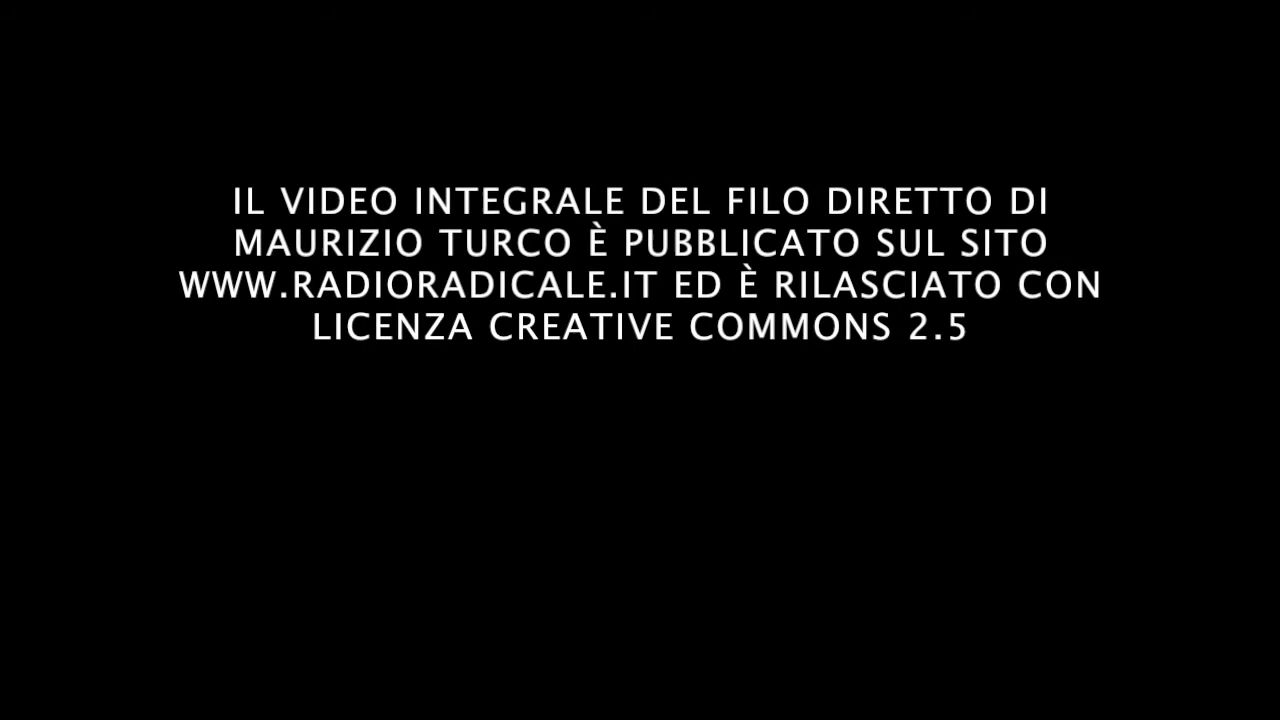 IL VIDEO INTEGRALE DEL FILO DIRETTO DI
MAURIZIO TURCO È PUBBLICATO SUL SITO
WWW.RADIORADICALE.IT ED È RILASCIATO CON
LICENZA CREATIVE COMMONS 2.5